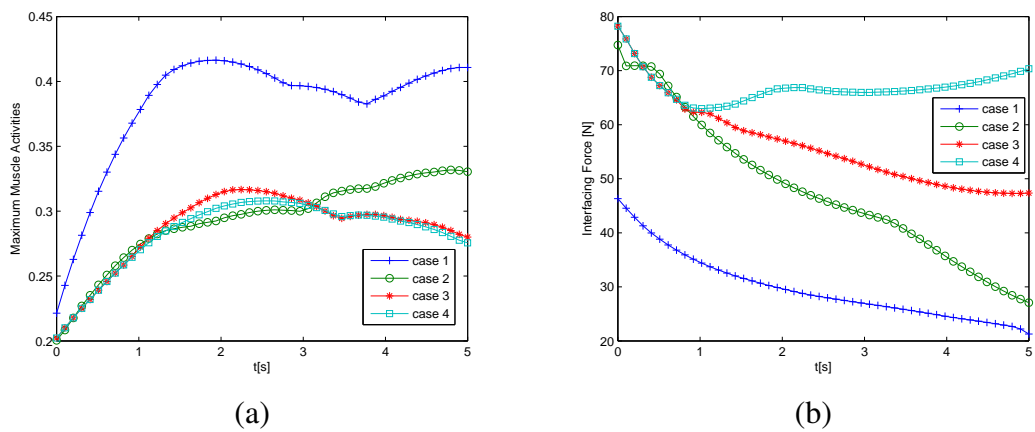 0.45
0.4
0.35
0.3
0.25
0.2
Maximum Muscle Activities
0 1 2 3 4 5
t[s]
case 1
case 2
case 3
case 4
(a)
80
70
60
50
40
30
20
Interfacing Force [N]
0 1 2 3 4 5
t[s]
case 1
case 2
case 3
case 4
(b)